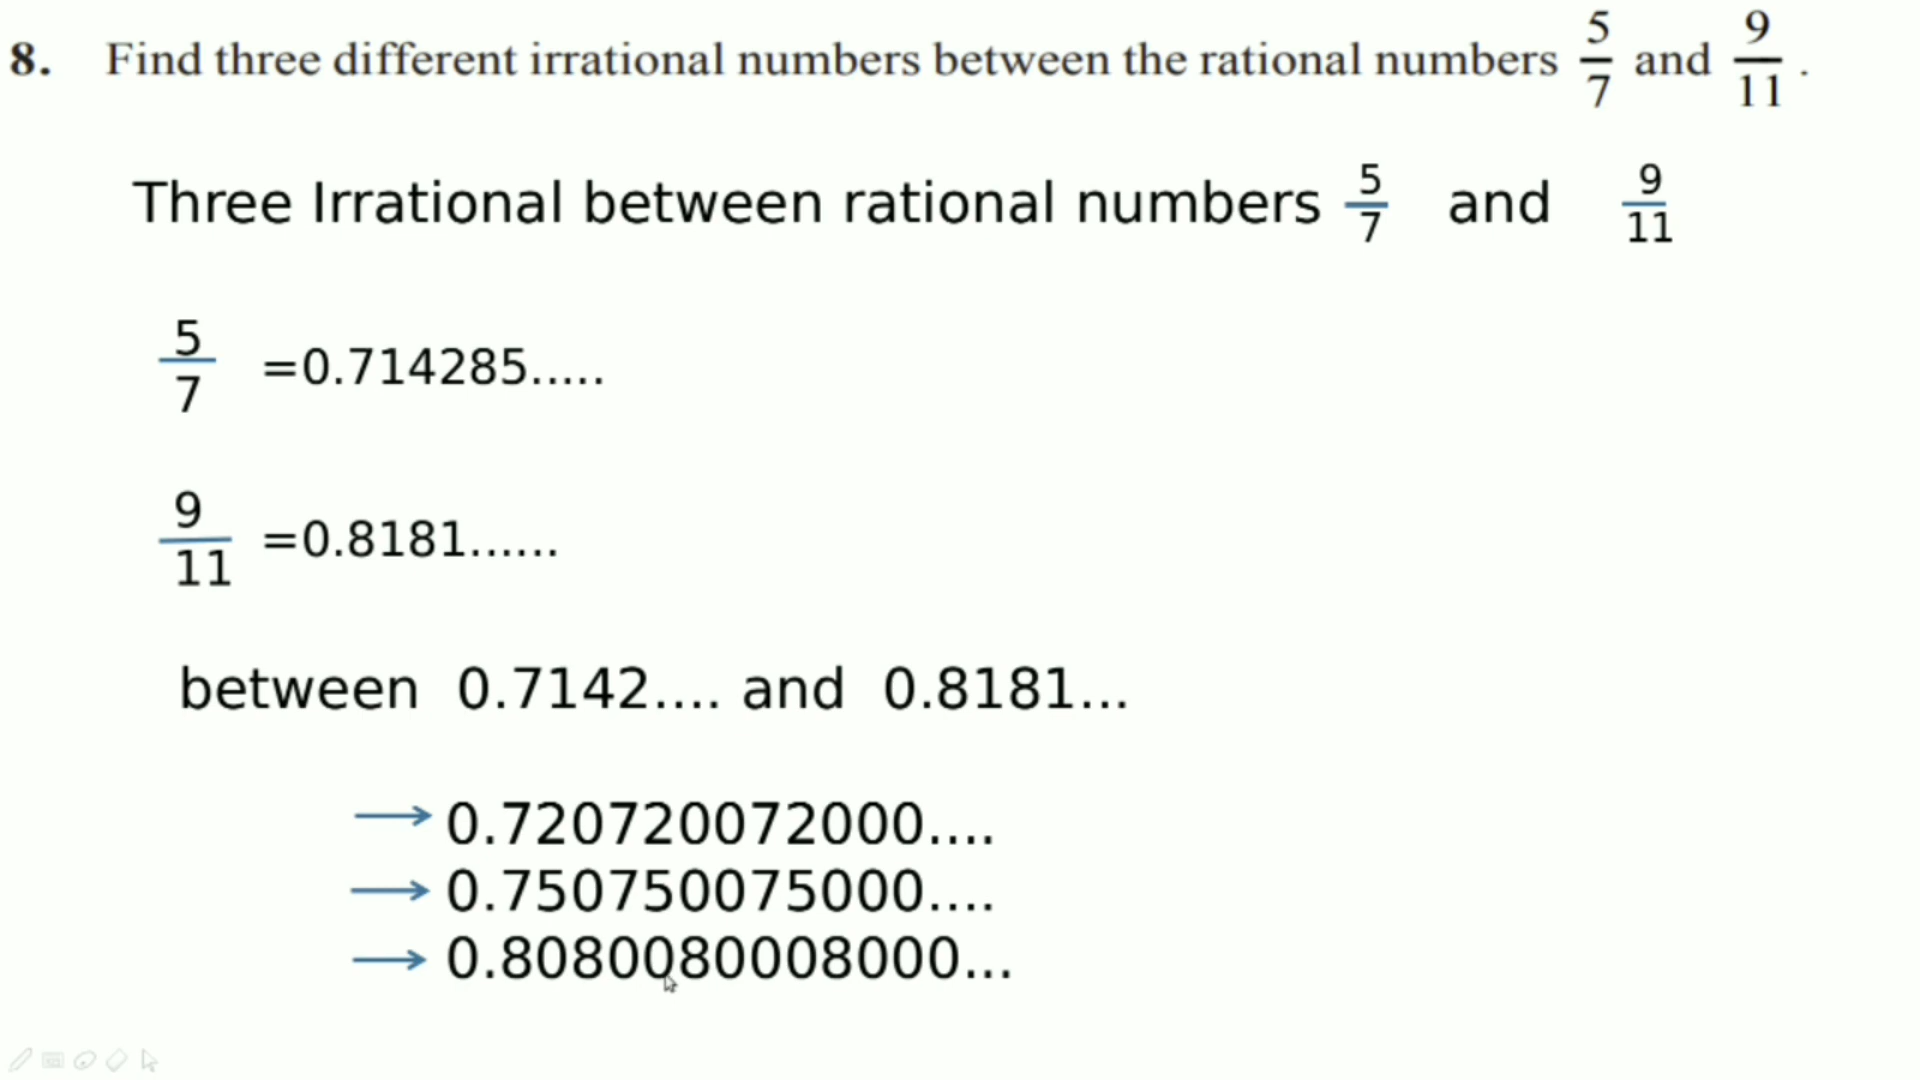 8. Find three different irrational numbers between the rational numbers 5/7 and 9/11 .
Three Irrational between rational numbers 5/7 and 9/11
5/7 =0.714285.....
9/11 =0.8181......
between 0.7142.... and 0.8181...
→ 0.720720072000....
→ 0.750750075000....
→ 0.8080080008000...